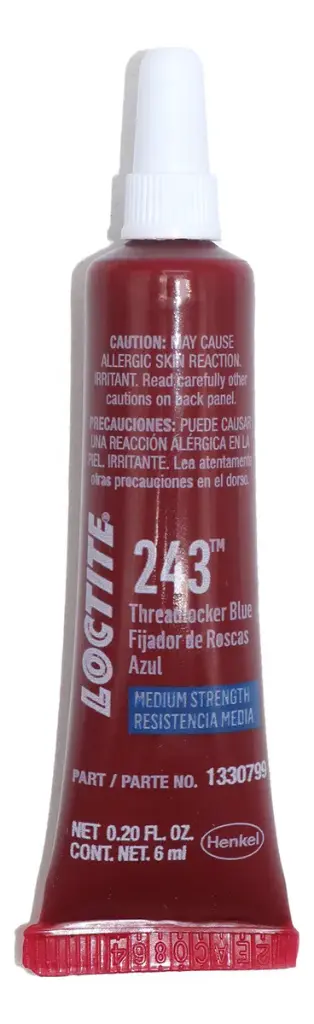 CAUTION: MAY CAUSE
ALLERGIC SKIN REACTION.
IRRITANT. Read carefully other
cautions on back panel.
PRECAUCIONES: PUEDE CAUSAR
UNA REACCIÓN ALÉRGICA EN LA
PIEL. IRRITANTE. Lea atentamente
otras precauciones en el dorso.
LOCTITE®
243™
Threadlocker Blue
Fijador de Roscas
Azul
MEDIUM STRENGTH
RESISTENCIA MEDIA
PART / PARTE NO. 1330799
NET 0.20 FL. OZ.
CONT. NET. 6 ml
Henkel